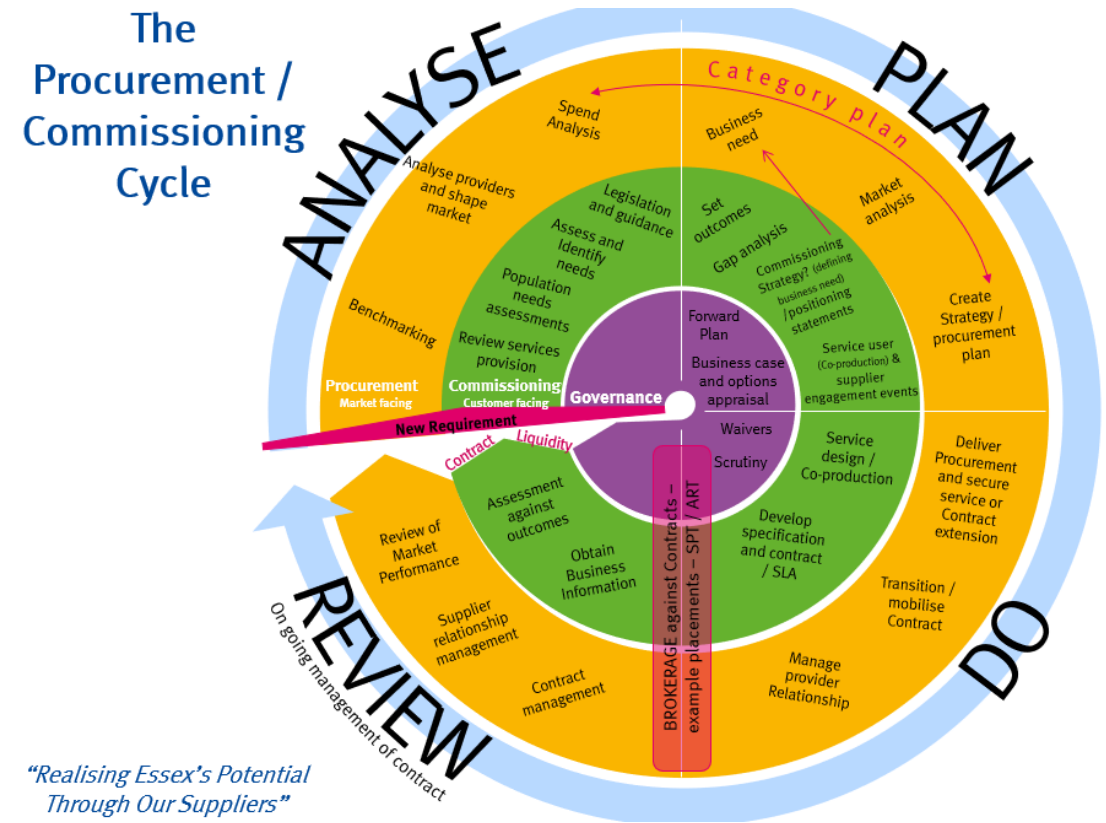 The
Procurement /
Commissioning
Cycle
ANALYSE
PLAN
DO
REVIEW
On going management of contract
Category plan
Spend
Analysis
Analyse providers
and shape
market
Benchmarking
Procurement
Market facing
Business
need
Market
analysis
Create
Strategy /
procurement
plan
Legislation
and guidance
Assess and
Identify
needs
Population
needs
assessments
Review services
provision
Commissioning
Customer facing
Set
outcomes
Gap analysis
Commissioning
Strategy? (defining
business need)
/positioning
statements
Service user
(Co-production) &
supplier
engagement events
Governance
Forward
Plan
Business case
and options
appraisal
Waivers
Scrutiny
New Requirement
Contract
Liquidity
Service
design /
Co-production
Develop
specification
and contract
/ SLA
Deliver
Procurement
and secure
service or
Contract
extension
Transition /
mobilise
Contract
Manage
provider
Relationship
BROKERAGE against Contracts –
example placements – SPT / ART
Assessment
against
outcomes
Obtain
Business
Information
Review of
Market
Performance
Supplier
relationship
management
Contract
management
“Realising Essex’s Potential
Through Our Suppliers”